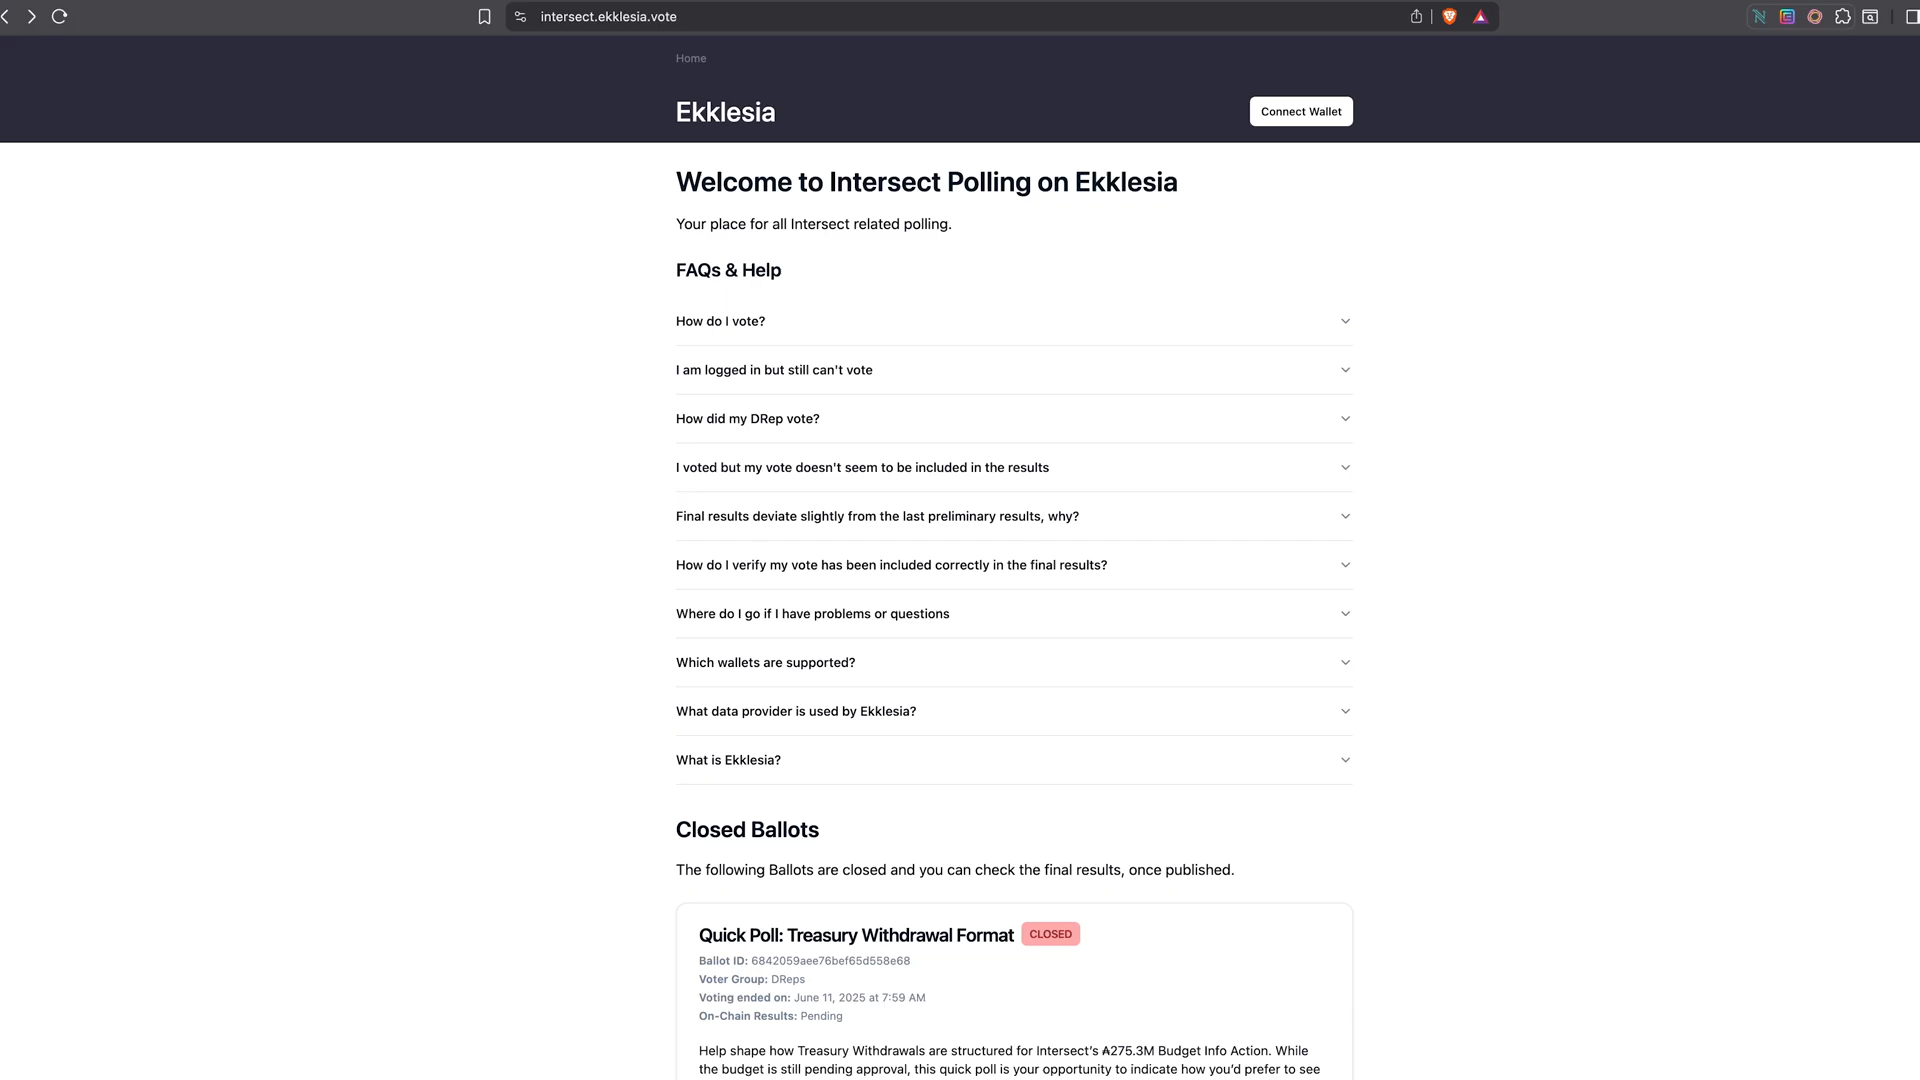 intersect.ekklesia.vote
Home
Ekklesia
Connect Wallet
Welcome to Intersect Polling on Ekklesia
Your place for all Intersect related polling.
FAQs & Help
How do I vote?
I am logged in but still can't vote
How did my DRep vote?
I voted but my vote doesn't seem to be included in the results
Final results deviate slightly from the last preliminary results, why?
How do I verify my vote has been included correctly in the final results?
Where do I go if I have problems or questions
Which wallets are supported?
What data provider is used by Ekklesia?
What is Ekklesia?
Closed Ballots
The following Ballots are closed and you can check the final results, once published.
Quick Poll: Treasury Withdrawal Format CLOSED
Ballot ID: 6842059aee76bef65d558e68
Voter Group: DReps
Voting ended on: June 11, 2025 at 7:59 AM
On-Chain Results: Pending
Help shape how Treasury Withdrawals are structured for Intersect’s ₳275.3M Budget Info Action. While
the budget is still pending approval, this quick poll is your opportunity to indicate how you’d prefer to see